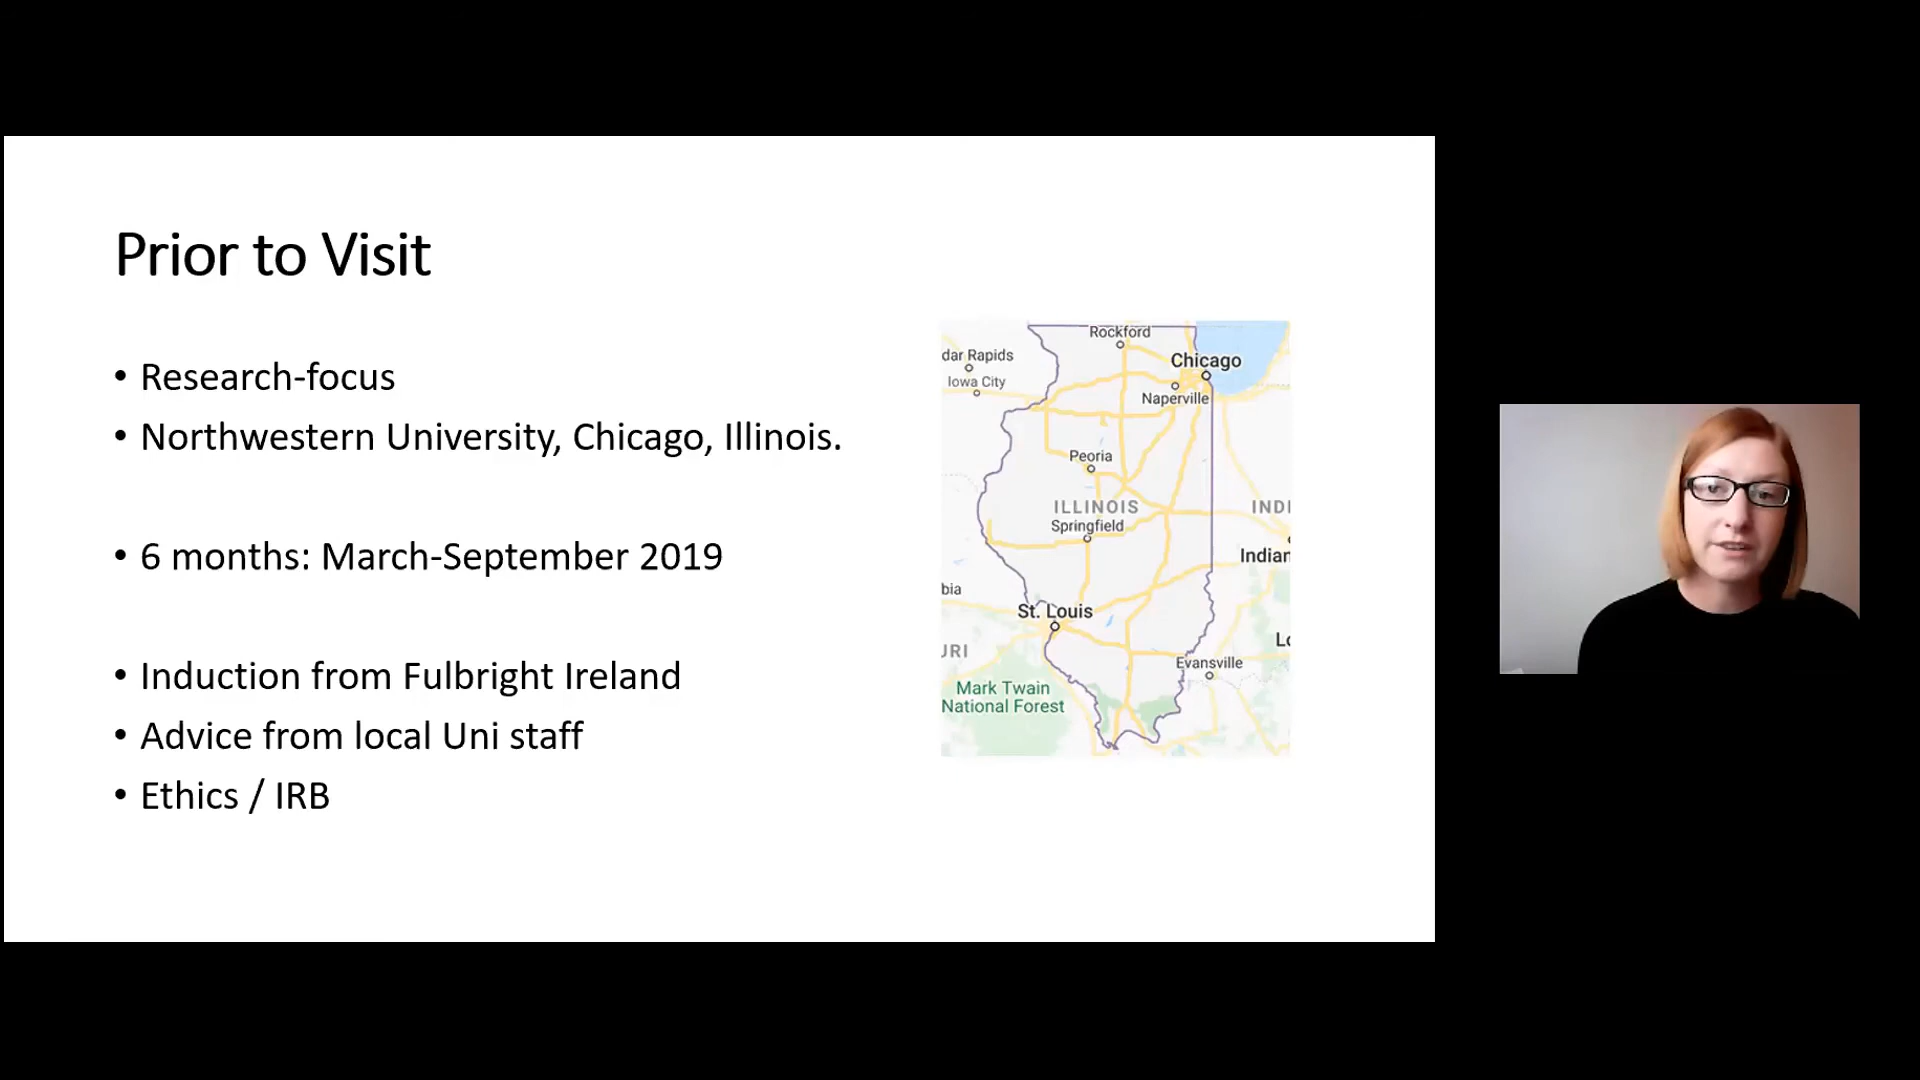 Prior to Visit
• Research-focus
• Northwestern University, Chicago, Illinois.
• 6 months: March-September 2019
• Induction from Fulbright Ireland
• Advice from local Uni staff
• Ethics / IRB
Rockford
dar Rapids
Chicago
Iowa City
Naperville
Peoria
ILLINOIS
INDI
Springfield
Indian
bia
St. Louis
URI
Evansville
Mark Twain
National Forest